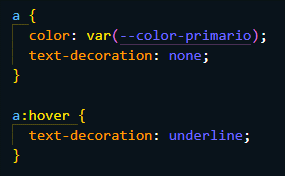 a {
color: var(--color-primario);
text-decoration: none;
}
a:hover {
text-decoration: underline;
}